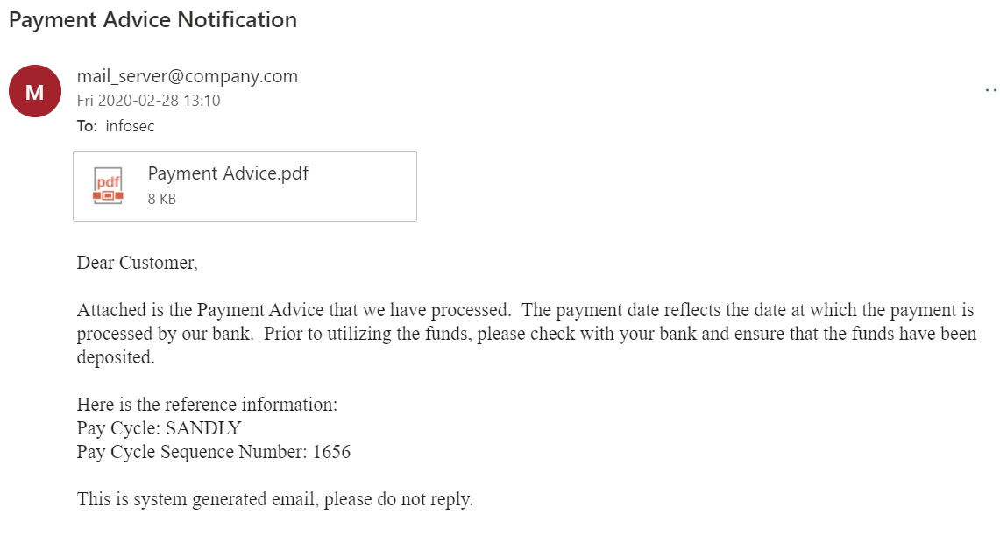 Payment Advice Notification
mail_server@company.com
M
Fri 2020-02-28 13:10
To: infosec
Payment Advice.pdf
pdf
8 KB
Dear Customer,
Attached is the Payment Advice that we have processed.  The payment date reflects the date at which the payment is
processed by our bank.  Prior to utilizing the funds, please check with your bank and ensure that the funds have been
deposited.
Here is the reference information:
Pay Cycle: SANDLY
Pay Cycle Sequence Number: 1656
This is system generated email, please do not reply.